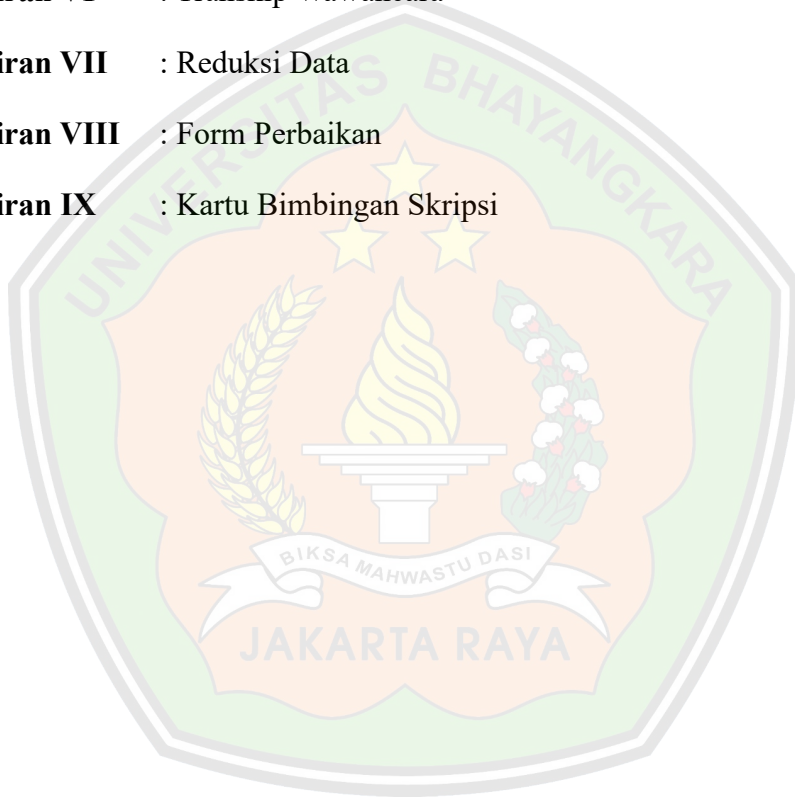 iran VII : Reduksi Data
iran VIII : Form Perbaikan
iran IX : Kartu Bimbingan Skripsi
UNIVERSITAS BHAYANGKARA
BIKSA MAHWASTU DASI
JAKARTA RAYA